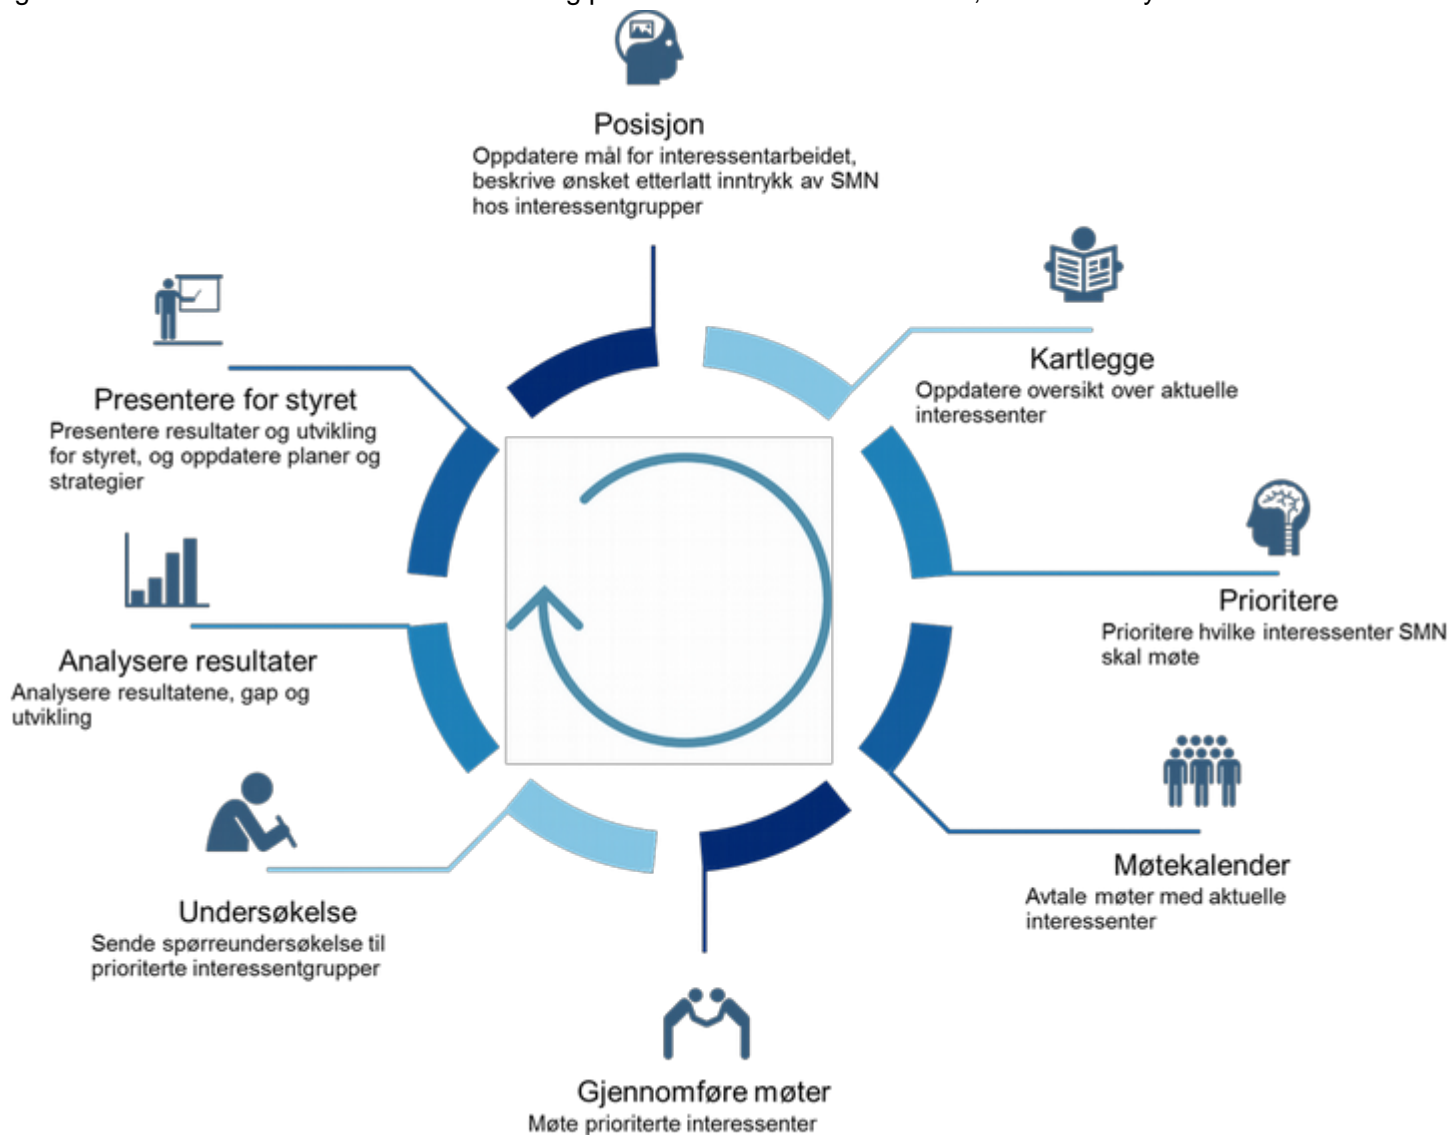 Posisjon
Oppdatere mål for interessentarbeidet,
beskrive ønsket etterlatt inntrykk av SMN
hos interessentgrupper
Kartlegge
Oppdatere oversikt over aktuelle
interessenter
Prioritere
Prioritere hvilke interessenter SMN
skal møte
Møtekalender
Avtale møter med aktuelle
interessenter
Gjennomføre møter
Møte prioriterte interessenter
Undersøkelse
Sende spørreundersøkelse til
prioriterte interessentgrupper
Analysere resultater
Analysere resultatene, gap og
utvikling
Presentere for styret
Presentere resultater og utvikling
for styret, og oppdatere planer og
strategier